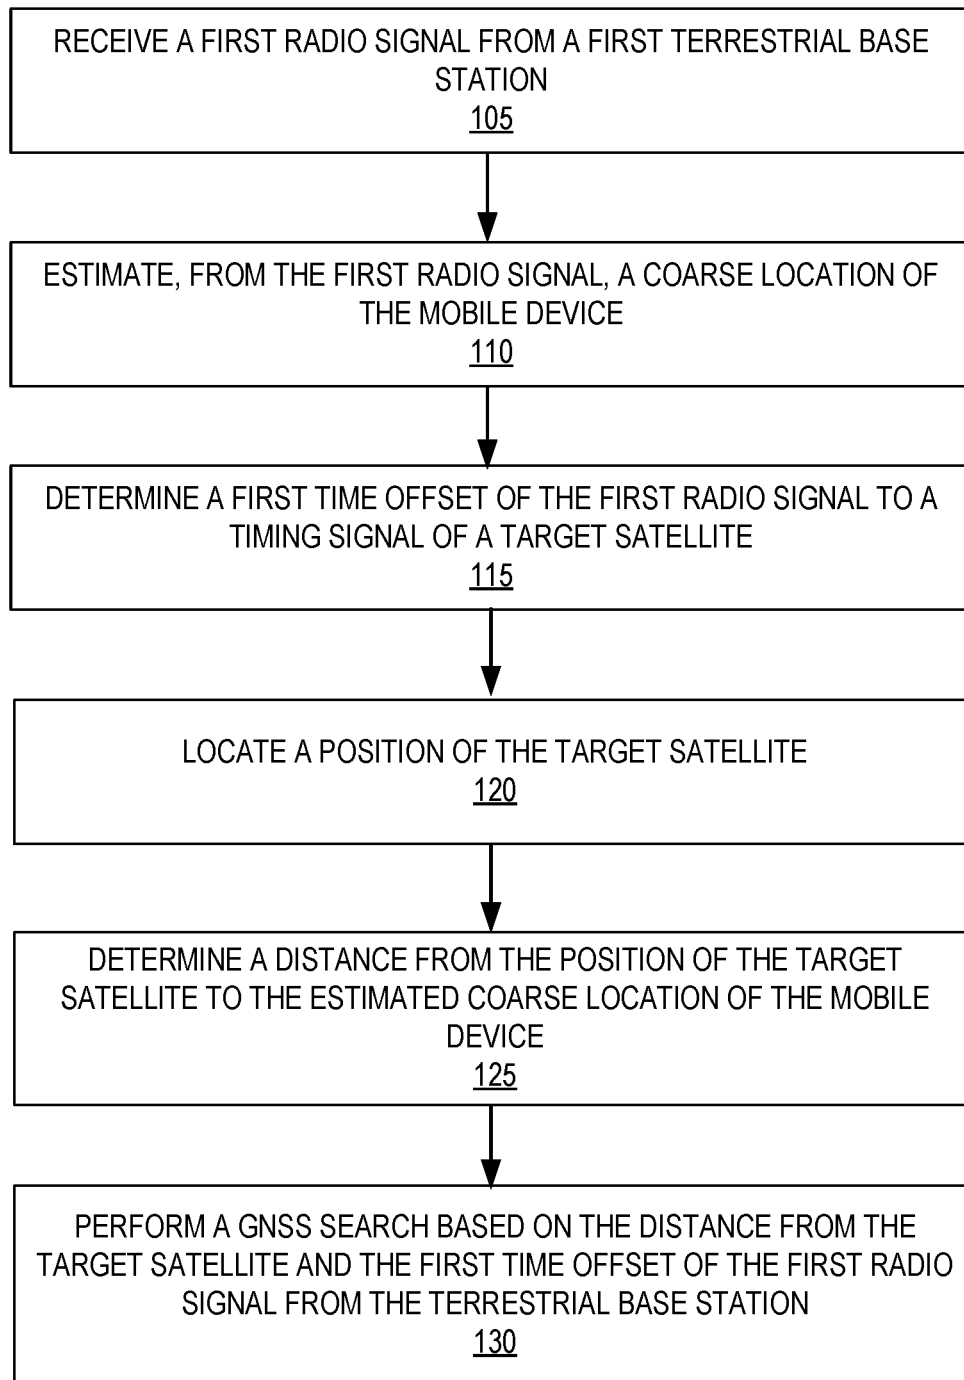 RECEIVE A FIRST RADIO SIGNAL FROM A FIRST TERRESTRIAL BASE
STATION
105
ESTIMATE, FROM THE FIRST RADIO SIGNAL, A COARSE LOCATION OF
THE MOBILE DEVICE
110
DETERMINE A FIRST TIME OFFSET OF THE FIRST RADIO SIGNAL TO A
TIMING SIGNAL OF A TARGET SATELLITE
115
LOCATE A POSITION OF THE TARGET SATELLITE
120
DETERMINE A DISTANCE FROM THE POSITION OF THE TARGET
SATELLITE TO THE ESTIMATED COARSE LOCATION OF THE MOBILE
DEVICE
125
PERFORM A GNSS SEARCH BASED ON THE DISTANCE FROM THE
TARGET SATELLITE AND THE FIRST TIME OFFSET OF THE FIRST RADIO
SIGNAL FROM THE TERRESTRIAL BASE STATION
130